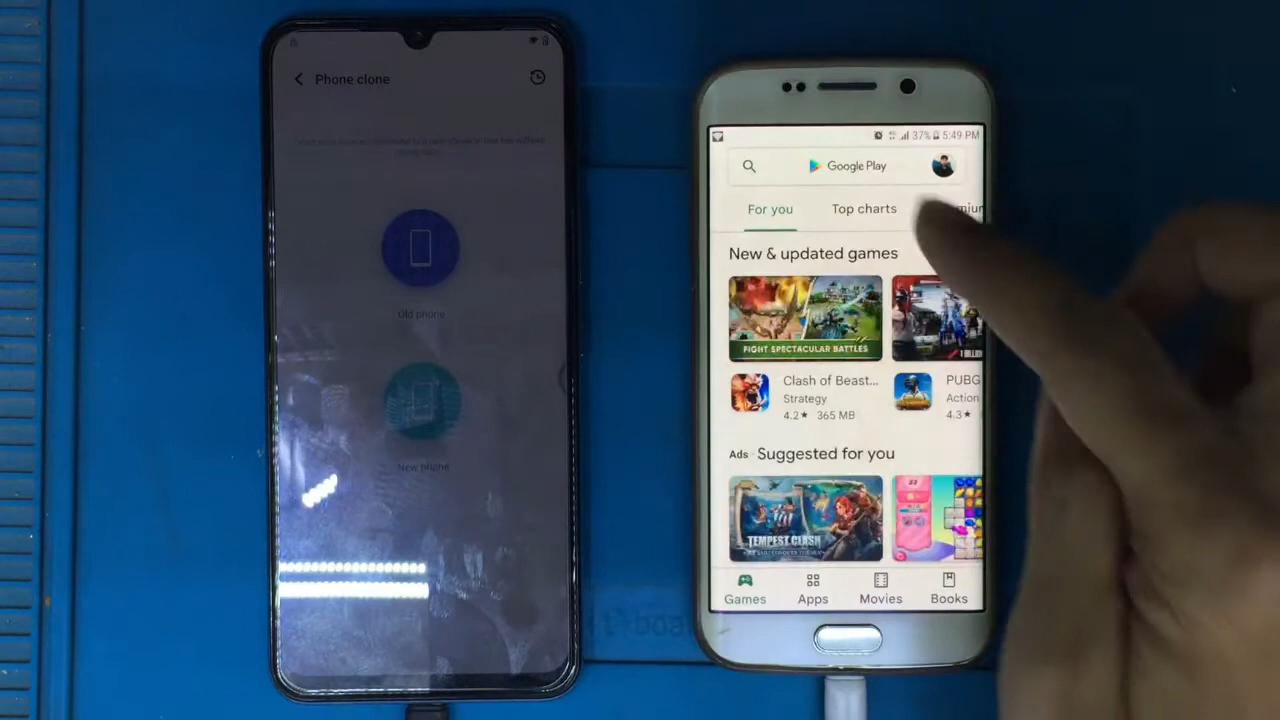 Phone clone
Old phone
New phone
37% 5:49 PM
Google Play
For you
Top charts
New & updated games
FIGHT SPECTACULAR BATTLES
1 BILLION
Clash of Beast...
Strategy
4.2★ 365 MB
PUBG
Action
4.3★
Ads · Suggested for you
TEMPEST CLASH
Games
Apps
Movies
Books